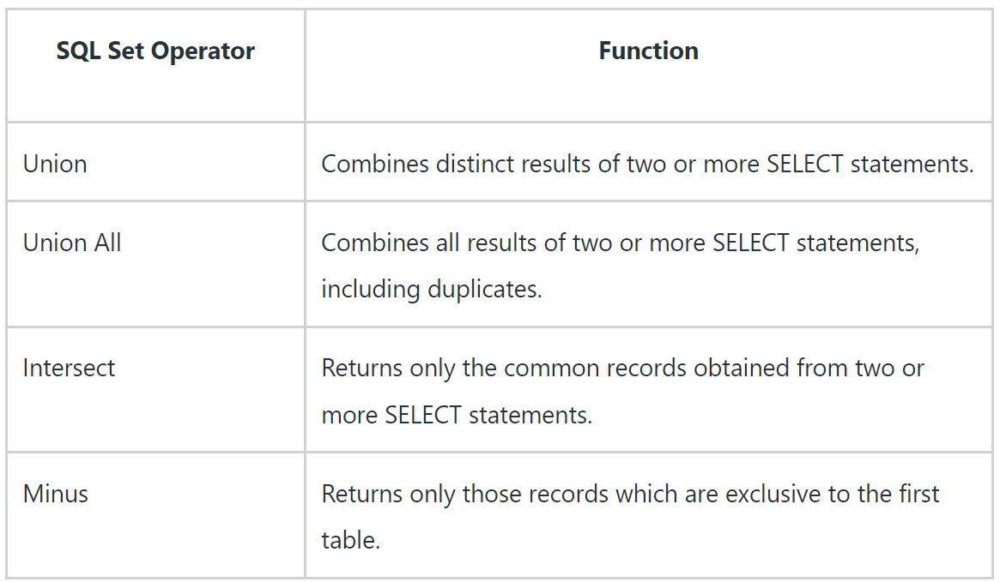 SQL Set Operator
Function
Union
Combines distinct results of two or more SELECT statements.
Union All
Combines all results of two or more SELECT statements,
including duplicates.
Intersect
Returns only the common records obtained from two or
more SELECT statements.
Minus
Returns only those records which are exclusive to the first
table.